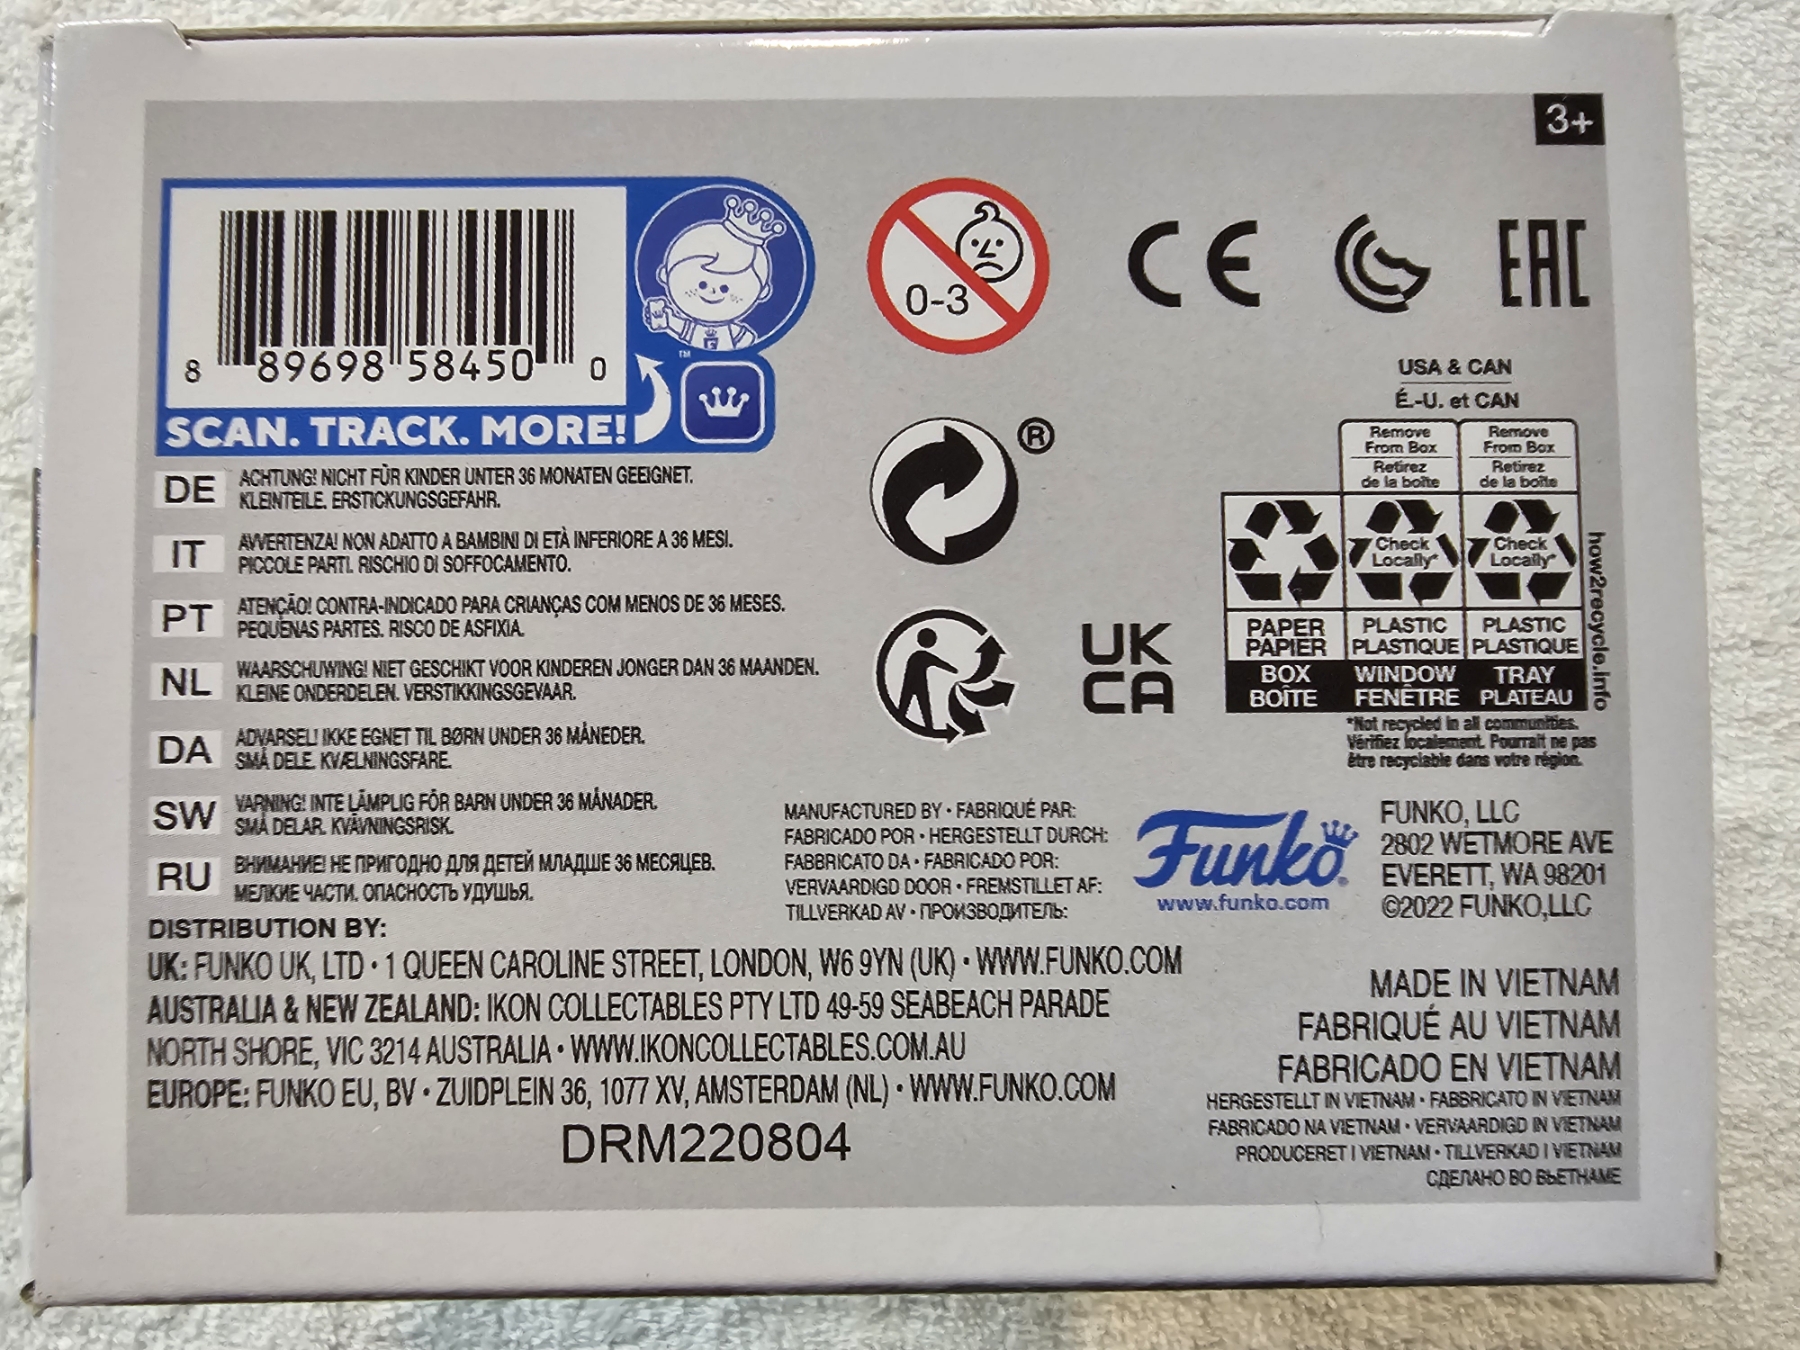 3+
8 89698 58450 0
™
SCAN. TRACK. MORE!
0-3
CE
EAC
®
UK
CA
USA & CAN
É.-U. et CAN
Remove
From Box
Retirez
de la boîte
Remove
From Box
Retirez
de la boîte
Check
Locally*
Check
Locally*
PAPER
PAPIER
PLASTIC
PLASTIQUE
PLASTIC
PLASTIQUE
BOX
BOÎTE
WINDOW
FENÊTRE
TRAY
PLATEAU
how2recycle.info
*Not recycled in all communities.
Vérifiez localement. Pourrait ne pas
être recyclable dans votre région.
DE ACHTUNG! NICHT FÜR KINDER UNTER 36 MONATEN GEEIGNET.
KLEINTEILE. ERSTICKUNGSGEFAHR.
IT AVVERTENZA! NON ADATTO A BAMBINI DI ETÀ INFERIORE A 36 MESI.
PICCOLE PARTI. RISCHIO DI SOFFOCAMENTO.
PT ATENÇÃO! CONTRA-INDICADO PARA CRIANÇAS COM MENOS DE 36 MESES.
PEQUENAS PARTES. RISCO DE ASFIXIA.
NL WAARSCHUWING! NIET GESCHIKT VOOR KINDEREN JONGER DAN 36 MAANDEN.
KLEINE ONDERDELEN. VERSTIKKINGSGEVAAR.
DA ADVARSEL! IKKE EGNET TIL BØRN UNDER 36 MÅNEDER.
SMÅ DELE. KVÆLNINGSFARE.
SW VARNING! INTE LÄMPLIG FÖR BARN UNDER 36 MÅNADER.
SMÅ DELAR. KVÄVNINGSRISK.
RU ВНИМАНИЕ! НЕ ПРИГОДНО ДЛЯ ДЕТЕЙ МЛАДШЕ 36 МЕСЯЦЕВ.
МЕЛКИЕ ЧАСТИ. ОПАСНОСТЬ УДУШЬЯ.
MANUFACTURED BY • FABRIQUÉ PAR:
FABRICADO POR • HERGESTELLT DURCH:
FABBRICATO DA • FABRICADO POR:
VERVAARDIGD DOOR • FREMSTILLET AF:
TILLVERKAD AV • ПРОИЗВОДИТЕЛЬ:
Funko®
www.funko.com
FUNKO, LLC
2802 WETMORE AVE
EVERETT, WA 98201
©2022 FUNKO,LLC
DISTRIBUTION BY:
UK: FUNKO UK, LTD • 1 QUEEN CAROLINE STREET, LONDON, W6 9YN (UK) • WWW.FUNKO.COM
AUSTRALIA & NEW ZEALAND: IKON COLLECTABLES PTY LTD 49-59 SEABEACH PARADE
NORTH SHORE, VIC 3214 AUSTRALIA • WWW.IKONCOLLECTABLES.COM.AU
EUROPE: FUNKO EU, BV • ZUIDPLEIN 36, 1077 XV, AMSTERDAM (NL) • WWW.FUNKO.COM
DRM220804
MADE IN VIETNAM
FABRIQUÉ AU VIETNAM
FABRICADO EN VIETNAM
HERGESTELLT IN VIETNAM • FABBRICATO IN VIETNAM
FABRICADO NA VIETNAM • VERVAARDIGD IN VIETNAM
PRODUCERET I VIETNAM • TILLVERKAD I VIETNAM
СДЕЛАНО ВО ВЬЕТНАМЕ